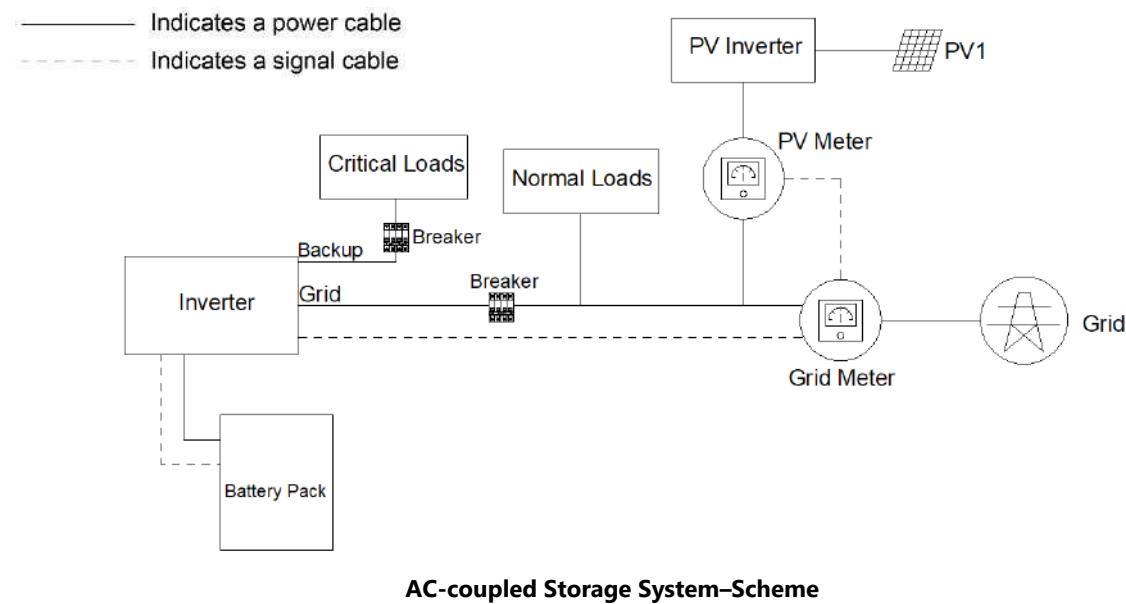 Indicates a power cable
Indicates a signal cable
PV Inverter
PV1
PV Meter
Critical Loads
Normal Loads
Breaker
Backup
Inverter
Grid
Breaker
Grid
Grid Meter
Battery Pack
AC-coupled Storage System–Scheme